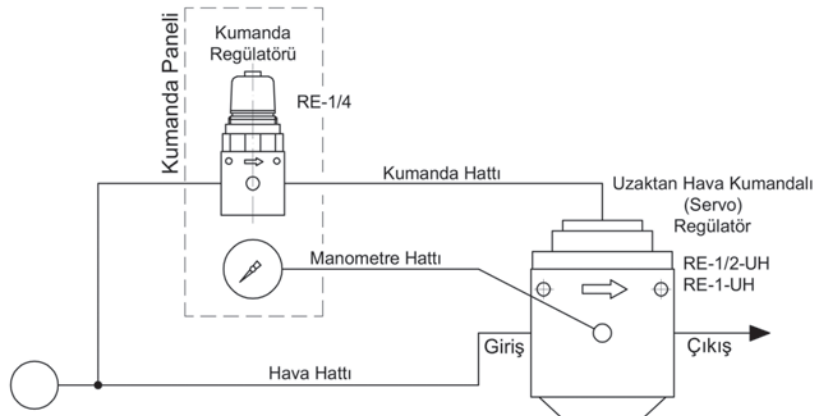 Kumanda Paneli
Kumanda
Regülatörü
RE-1/4
Kumanda Hattı
Uzaktan Hava Kumandalı
(Servo)
Regülatör
Manometre Hattı
RE-1/2-UH
RE-1-UH
Giriş
Çıkış
Hava Hattı